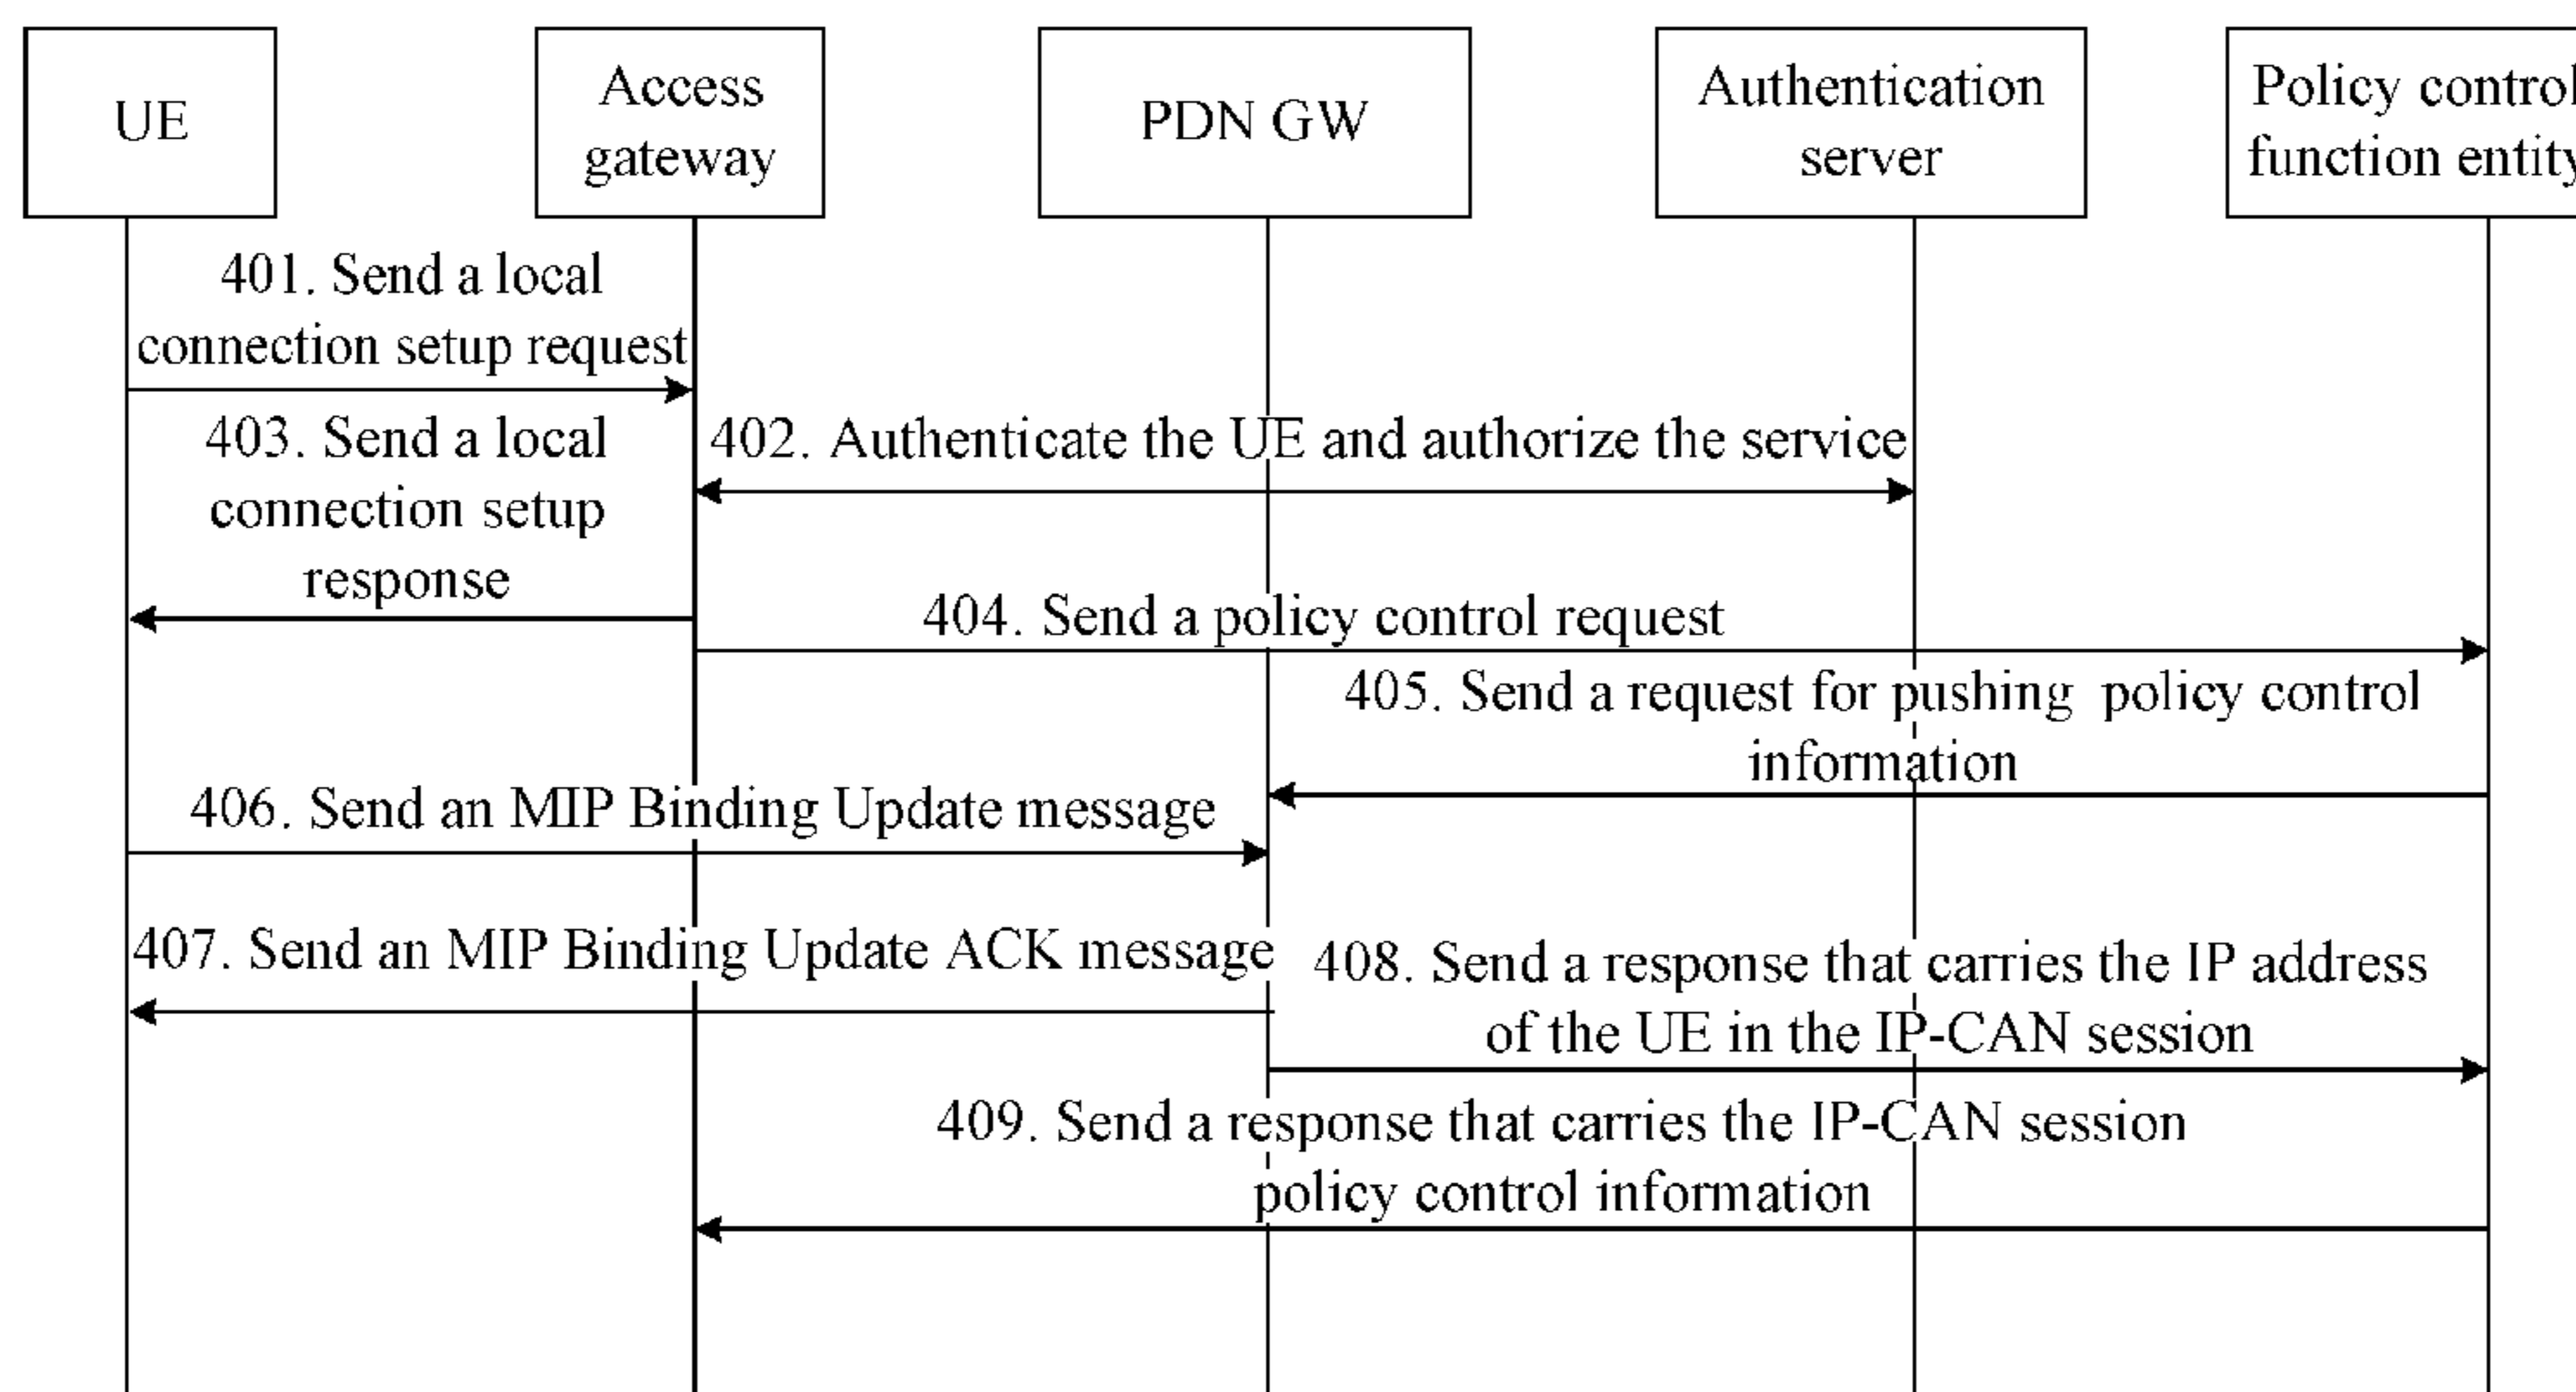 UE
Access
gateway
PDN GW
Authentication
server
Policy control
function entity
401. Send a local
connection setup request
403. Send a local
connection setup
response
402. Authenticate the UE and authorize the service
404. Send a policy control request
405. Send a request for pushing policy control
information
406. Send an MIP Binding Update message
407. Send an MIP Binding Update ACK message
408. Send a response that carries the IP address
of the UE in the IP-CAN session
409. Send a response that carries the IP-CAN session
policy control information